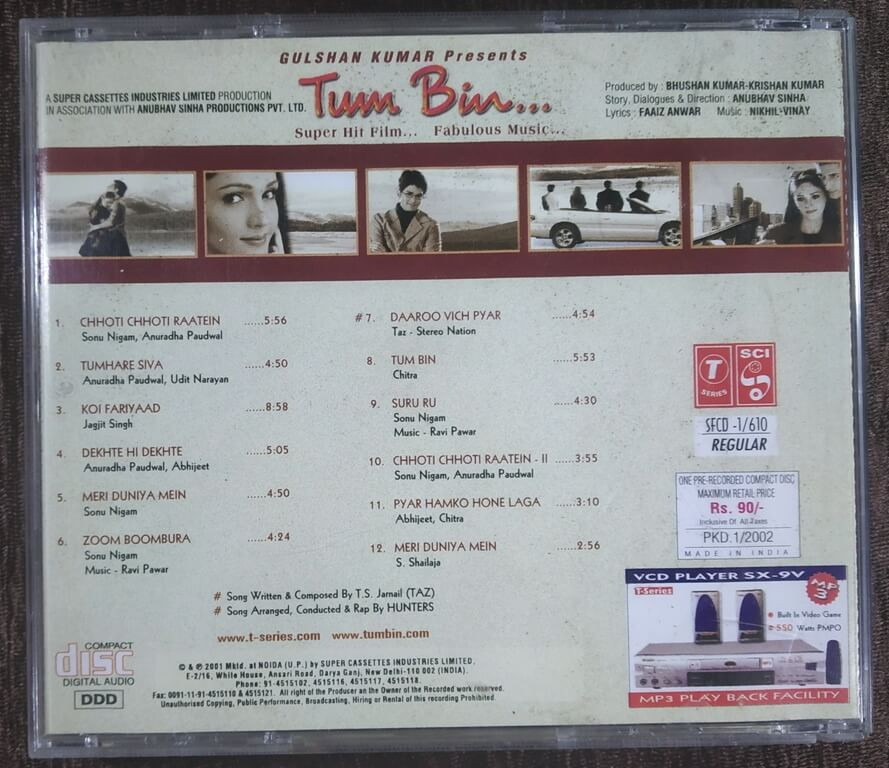 GULSHAN KUMAR Presents
Tum Bin...
Super Hit Film... Fabulous Music...
A SUPER CASSETTES INDUSTRIES LIMITED PRODUCTION
IN ASSOCIATION WITH ANUBHAV SINHA PRODUCTIONS PVT. LTD.
Produced by : BHUSHAN KUMAR-KRISHAN KUMAR
Story, Dialogues & Direction : ANUBHAV SINHA
Lyrics : FAAIZ ANWAR Music : NIKHIL-VINAY
1. CHHOTI CHHOTI RAATEIN ......5:56
Sonu Nigam, Anuradha Paudwal
2. TUMHARE SIVA ......4:50
Anuradha Paudwal, Udit Narayan
3. KOI FARIYAAD ......8:58
Jagjit Singh
4. DEKHTE HI DEKHTE ......5:05
Anuradha Paudwal, Abhijeet
5. MERI DUNIYA MEIN ......4:50
Sonu Nigam
6. ZOOM BOOMBURA ......4:24
Sonu Nigam
Music - Ravi Pawar
#7. DAAROO VICH PYAR ......4:54
Taz - Stereo Nation
8. TUM BIN ......5:53
Chitra
9. SURU RU ......4:30
Sonu Nigam
Music - Ravi Pawar
10. CHHOTI CHHOTI RAATEIN - II ......3:55
Sonu Nigam, Anuradha Paudwal
11. PYAR HAMKO HONE LAGA ......3:10
Abhijeet, Chitra
12. MERI DUNIYA MEIN ......2:56
S. Shailaja
# Song Written & Composed By T.S. Jarnail (TAZ)
# Song Arranged, Conducted & Rap By HUNTERS
www.t-series.com www.tumbin.com
T SERIES
SCI
SFCD -1/610
REGULAR
ONE PRE-RECORDED COMPACT DISC
MAXIMUM RETAIL PRICE
Rs. 90/-
Inclusive Of All Taxes
PKD.1/2002
MADE IN INDIA
VCD PLAYER SX-9V
T-Series
MP3
Built In Video Game
550 Watts PMPO
MP3 PLAY BACK FACILITY
COMPACT
disc
DIGITAL AUDIO
DDD
© & ℗ 2001 Mktd. at NOIDA (U.P.) by SUPER CASSETTES INDUSTRIES LIMITED,
E-2/16, White House, Ansari Road, Darya Ganj, New Delhi-110 002 (INDIA).
Phone: 91-4515102, 4515116, 4515117, 4515118.
Fax: 0091-11-91-4515110 & 4515121. All right of the Producer an the Owner of the Recorded work reserved.
Unauthorised Copying, Public Performance, Broadcasting, Hiring or Rental of this recording Prohibited.